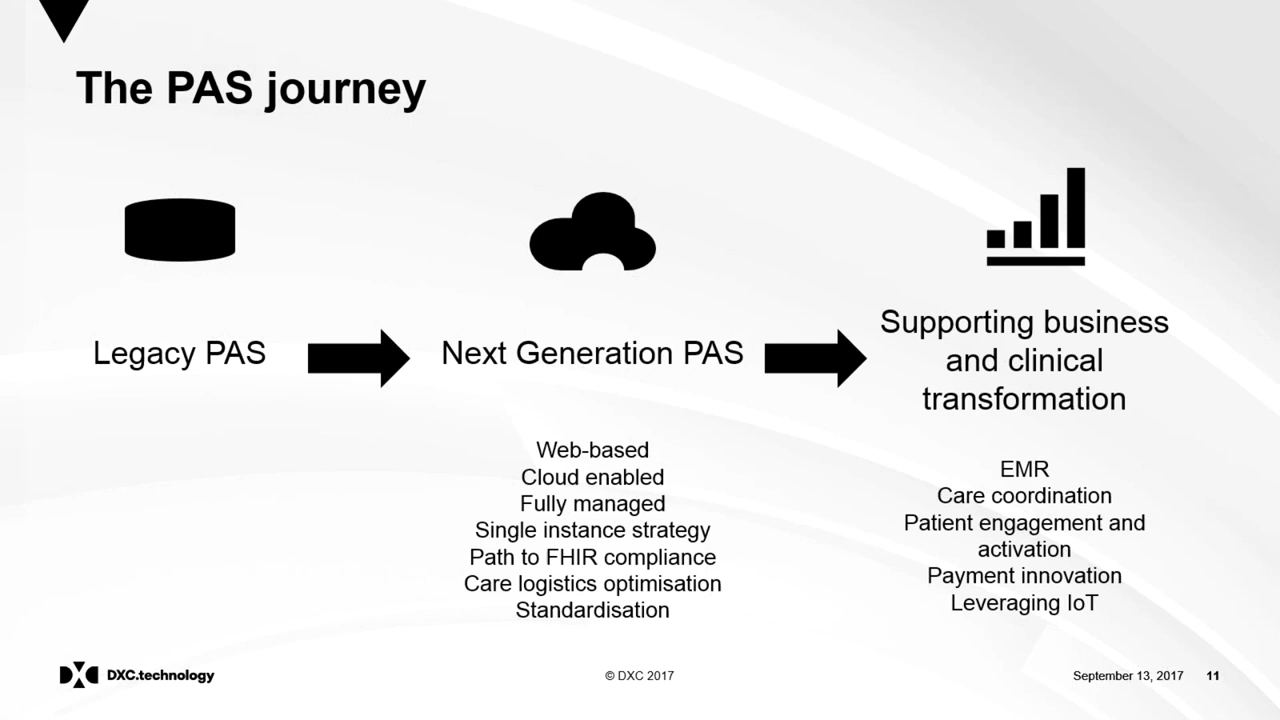 The PAS journey
Legacy PAS
Next Generation PAS
Supporting business
and clinical
transformation
Web-based
Cloud enabled
Fully managed
Single instance strategy
Path to FHIR compliance
Care logistics optimisation
Standardisation
EMR
Care coordination
Patient engagement and
activation
Payment innovation
Leveraging IoT
DXC.technology
© DXC 2017
September 13, 2017 11